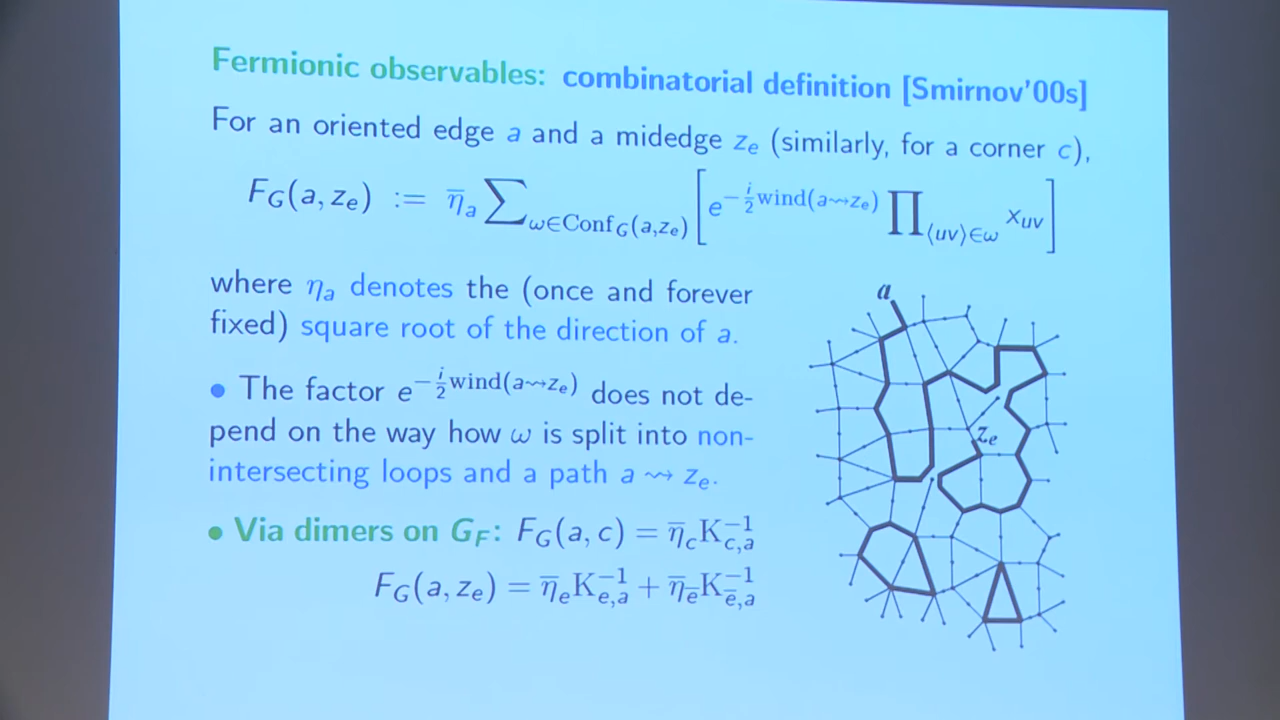 Fermionic observables: combinatorial definition [Smirnov'00s]
For an oriented edge a and a midedge z_e (similarly, for a corner c),
F_G(a, z_e) := η̄_a ∑_{ω∈Conf_G(a,z_e)} [ e^{-i/2 wind(a⇝z_e)} ∏_{⟨uv⟩∈ω} x_{uv} ]
where η_a denotes the (once and forever
fixed) square root of the direction of a.
• The factor e^{-i/2 wind(a⇝z_e)} does not de-
pend on the way how ω is split into non-
intersecting loops and a path a ⇝ z_e.
• Via dimers on G_F: F_G(a, c) = η̄_c K^{-1}_{c,a}
F_G(a, z_e) = η̄_e K^{-1}_{e,a} + η̄_{ē} K^{-1}_{ē,a}
a
z_e